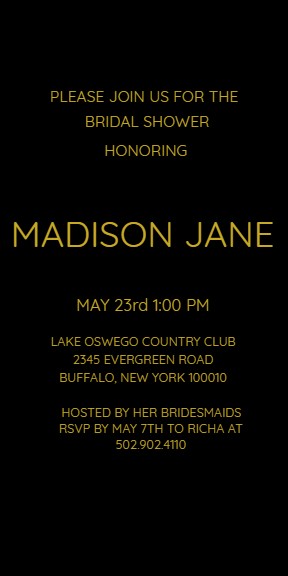 PLEASE JOIN US FOR THE
BRIDAL SHOWER
HONORING
MADISON JANE
MAY 23rd 1:00 PM
LAKE OSWEGO COUNTRY CLUB
2345 EVERGREEN ROAD
BUFFALO, NEW YORK 100010
HOSTED BY HER BRIDESMAIDS
RSVP BY MAY 7TH TO RICHA AT
502.902.4110